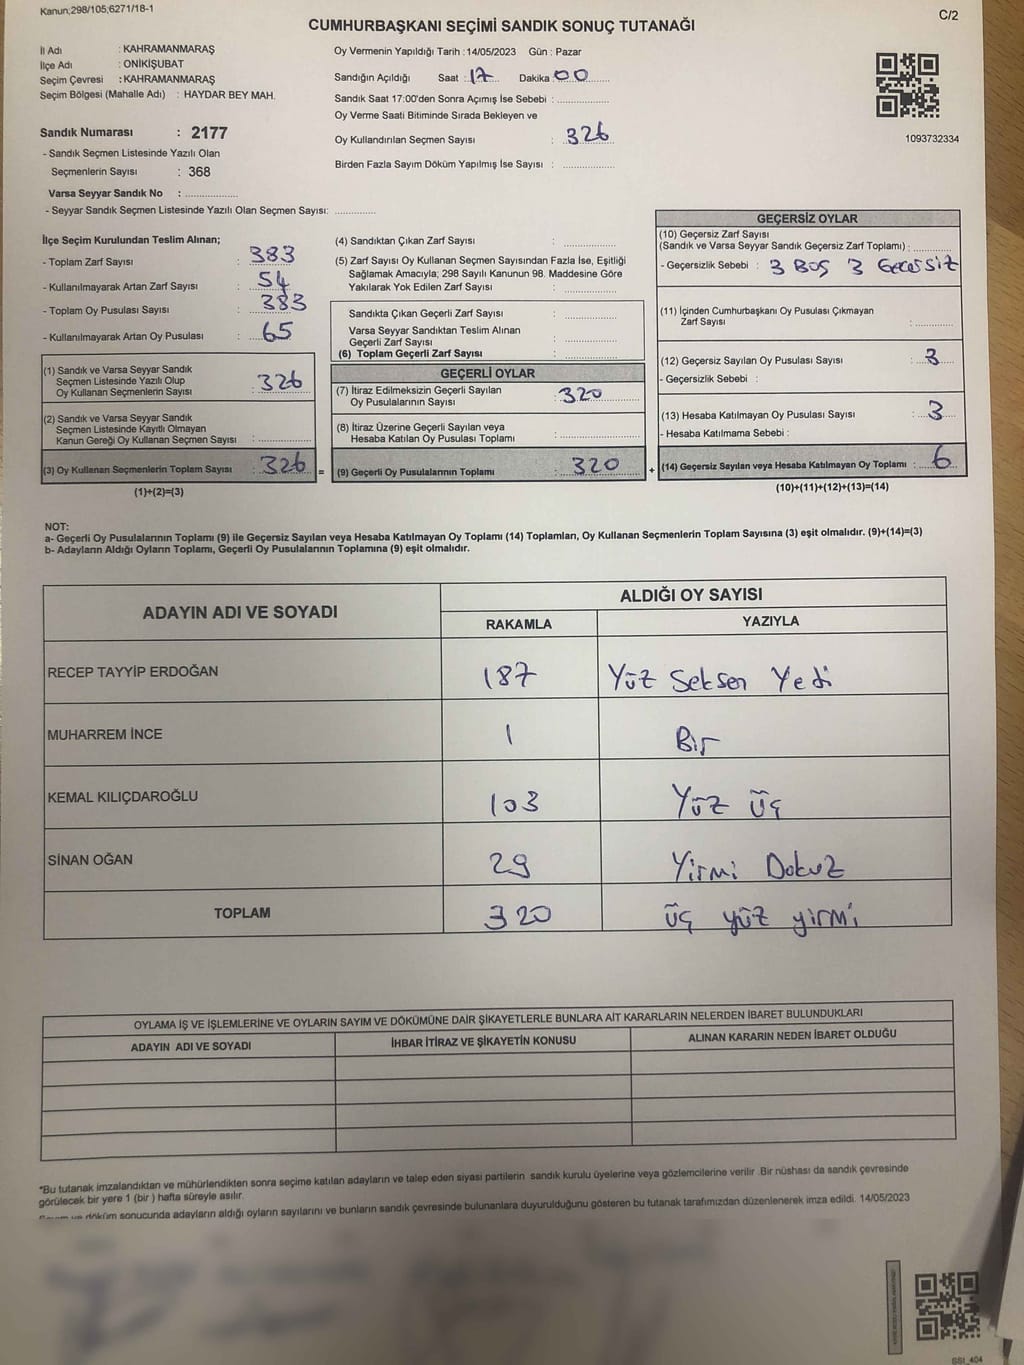 Kanun;298/105;6271/18-1
C/2
CUMHURBAŞKANI SEÇİMİ SANDIK SONUÇ TUTANAĞI
İl Adı : KAHRAMANMARAŞ
İlçe Adı : ONİKİŞUBAT
Seçim Çevresi : KAHRAMANMARAŞ
Seçim Bölgesi (Mahalle Adı) : HAYDAR BEY MAH.
Sandık Numarası : 2177
- Sandık Seçmen Listesinde Yazılı Olan
Seçmenlerin Sayısı : 368
Varsa Seyyar Sandık No : ..................
- Seyyar Sandık Seçmen Listesinde Yazılı Olan Seçmen Sayısı: ..............
Oy Vermenin Yapıldığı Tarih : 14/05/2023 Gün : Pazar
Sandığın Açıldığı Saat : 17 Dakika 00
Sandık Saat 17:00'den Sonra Açımış İse Sebebi : ..................
Oy Verme Saati Bitiminde Sırada Bekleyen ve
Oy Kullandırılan Seçmen Sayısı : 326
Birden Fazla Sayım Döküm Yapılmış İse Sayısı : ..................
1093732334
İlçe Seçim Kurulundan Teslim Alınan;
- Toplam Zarf Sayısı : 383
- Kullanılmayarak Artan Zarf Sayısı : 54
- Toplam Oy Pusulası Sayısı : 383
- Kullanılmayarak Artan Oy Pusulası : 65
(1) Sandık ve Varsa Seyyar Sandık
Seçmen Listesinde Yazılı Olup
Oy Kullanan Seçmenlerin Sayısı : 326
(2) Sandık ve Varsa Seyyar Sandık
Seçmen Listesinde Kayıtlı Olmayan
Kanun Gereği Oy Kullanan Seçmen Sayısı : ..................
(3) Oy Kullanan Seçmenlerin Toplam Sayısı : 326 =
(1)+(2)=(3)
(4) Sandıktan Çıkan Zarf Sayısı : ..................
(5) Zarf Sayısı Oy Kullanan Seçmen Sayısından Fazla İse, Eşitliği
Sağlamak Amacıyla; 298 Sayılı Kanunun 98. Maddesine Göre
Yakılarak Yok Edilen Zarf Sayısı : ..................
Sandıkta Çıkan Geçerli Zarf Sayısı : ..................
Varsa Seyyar Sandıktan Teslim Alınan
Geçerli Zarf Sayısı : ..................
(6) Toplam Geçerli Zarf Sayısı : ..................
GEÇERLİ OYLAR
(7) İtiraz Edilmeksizin Geçerli Sayılan
Oy Pusulalarının Sayısı : 320
(8) İtiraz Üzerine Geçerli Sayılan veya
Hesaba Katılan Oy Pusulası Toplamı : ..................
(9) Geçerli Oy Pusulalarının Toplamı : 320 +
GEÇERSİZ OYLAR
(10) Geçersiz Zarf Sayısı
(Sandık ve Varsa Seyyar Sandık Geçersiz Zarf Toplamı) : ............
- Geçersizlik Sebebi : 3 Boş 3 Gecersiz
(11) İçinden Cumhurbaşkanı Oy Pusulası Çıkmayan
Zarf Sayısı : ............
(12) Geçersiz Sayılan Oy Pusulası Sayısı : 3
- Geçersizlik Sebebi :
(13) Hesaba Katılmayan Oy Pusulası Sayısı : 3
- Hesaba Katılmama Sebebi :
(14) Geçersiz Sayılan veya Hesaba Katılmayan Oy Toplamı : 6
(10)+(11)+(12)+(13)=(14)
NOT:
a- Geçerli Oy Pusulalarının Toplamı (9) ile Geçersiz Sayılan veya Hesaba Katılmayan Oy Toplamı (14) Toplamları, Oy Kullanan Seçmenlerin Toplam Sayısına (3) eşit olmalıdır. (9)+(14)=(3)
b- Adayların Aldığı Oyların Toplamı, Geçerli Oy Pusulalarının Toplamına (9) eşit olmalıdır.
ADAYIN ADI VE SOYADI ALDIĞI OY SAYISI
RAKAMLA YAZIYLA
RECEP TAYYİP ERDOĞAN 187 Yüz Seksen Yedi
MUHARREM İNCE 1 Bir
KEMAL KILIÇDAROĞLU 103 Yüz üç
SİNAN OĞAN 29 Yirmi Dokuz
TOPLAM 320 üç yüz yirmi
OYLAMA İŞ VE İŞLEMLERİNE VE OYLARIN SAYIM VE DÖKÜMÜNE DAİR ŞİKAYETLERLE BUNLARA AİT KARARLARIN NELERDEN İBARET BULUNDUKLARI
ADAYIN ADI VE SOYADI İHBAR İTİRAZ VE ŞİKAYETİN KONUSU ALINAN KARARIN NEDEN İBARET OLDUĞU
*Bu tutanak imzalandıktan ve mühürlendikten sonra seçime katılan adayların ve talep eden siyasi partilerin sandık kurulu üyelerine veya gözlemcilerine verilir .Bir nüshası da sandık çevresinde
görülecek bir yere 1 (bir ) hafta süreyle asılır.
Sayım ve döküm sonucunda adayların aldığı oyların sayılarını ve bunların sandık çevresinde bulunanlara duyurulduğunu gösteren bu tutanak tarafımızdan düzenlenerek imza edildi. 14/05/2023
SSI_404